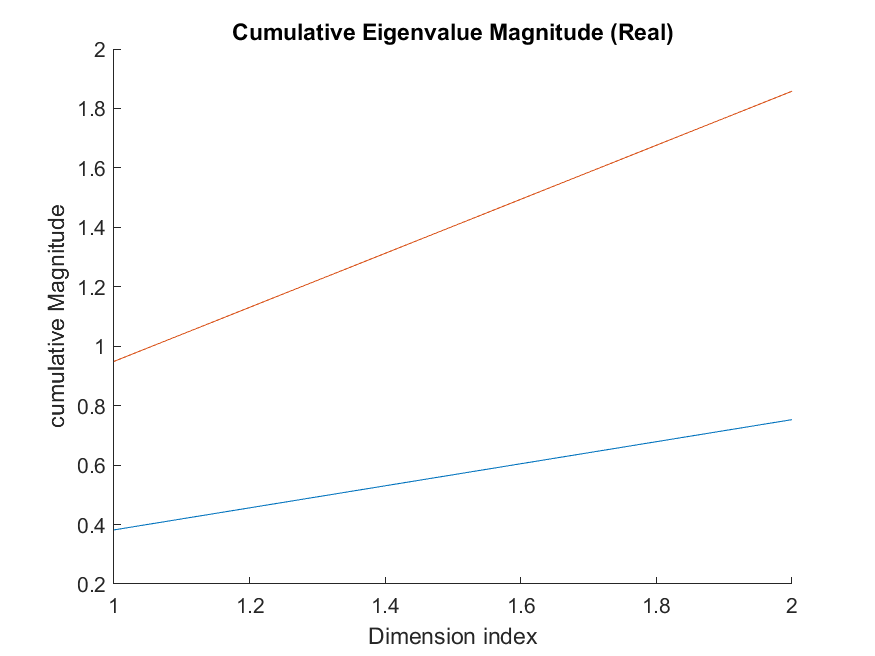 Cumulative Eigenvalue Magnitude (Real)
2
1.8
1.6
1.4
1.2
1
0.8
0.6
0.4
0.2
cumulative Magnitude
1 1.2 1.4 1.6 1.8 2
Dimension index